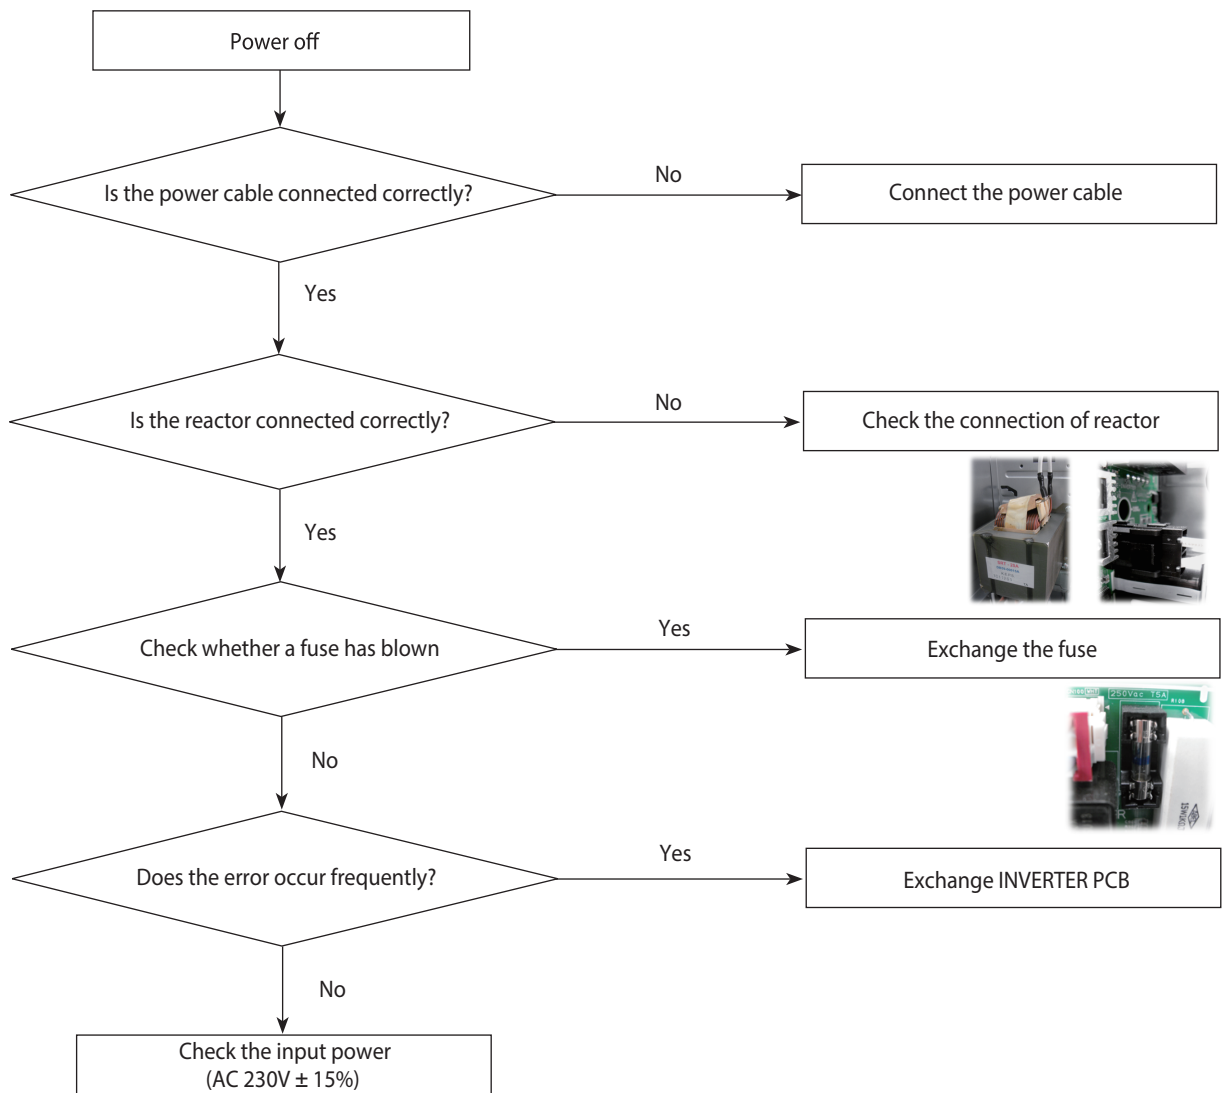 Power off
Is the power cable connected correctly?
No
Connect the power cable
Yes
Is the reactor connected correctly?
No
Check the connection of reactor
Yes
Check whether a fuse has blown
Yes
Exchange the fuse
250Vac 75A
No
Does the error occur frequently?
Yes
Exchange INVERTER PCB
No
Check the input power
(AC 230V ± 15%)